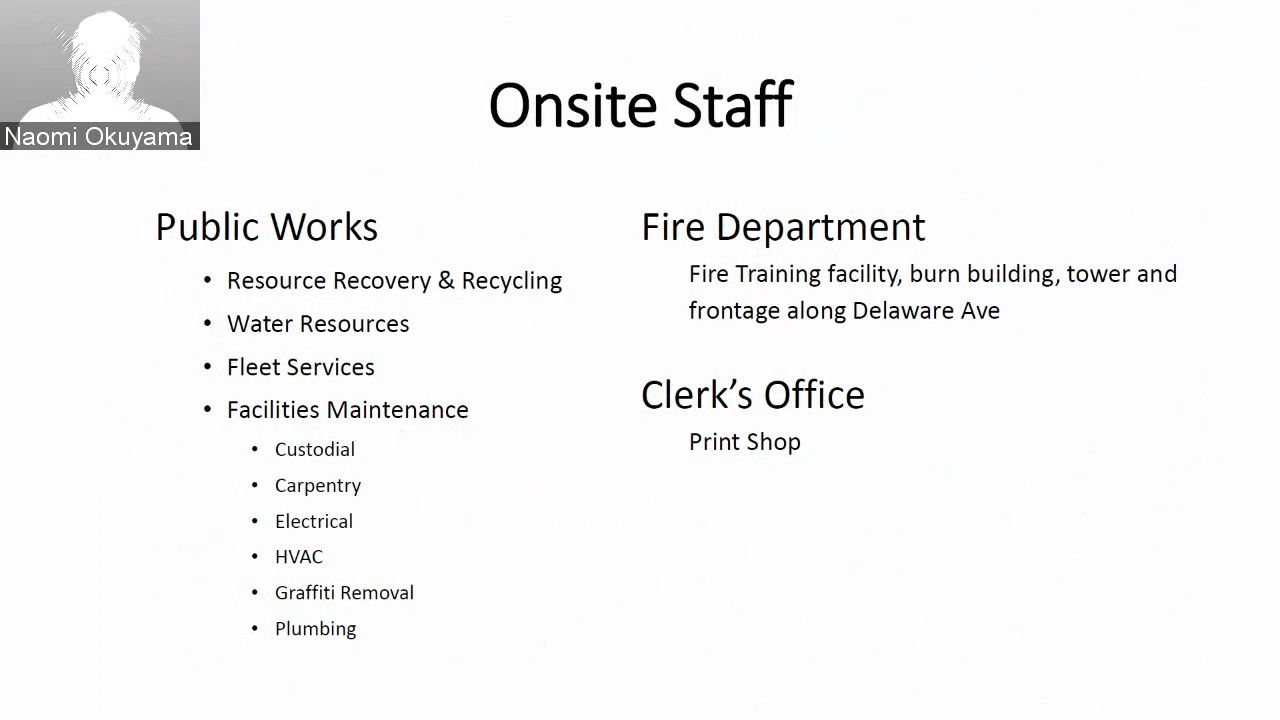 Naomi Okuyama
Onsite Staff
Public Works
• Resource Recovery & Recycling
• Water Resources
• Fleet Services
• Facilities Maintenance
• Custodial
• Carpentry
• Electrical
• HVAC
• Graffiti Removal
• Plumbing
Fire Department
Fire Training facility, burn building, tower and
frontage along Delaware Ave
Clerk’s Office
Print Shop